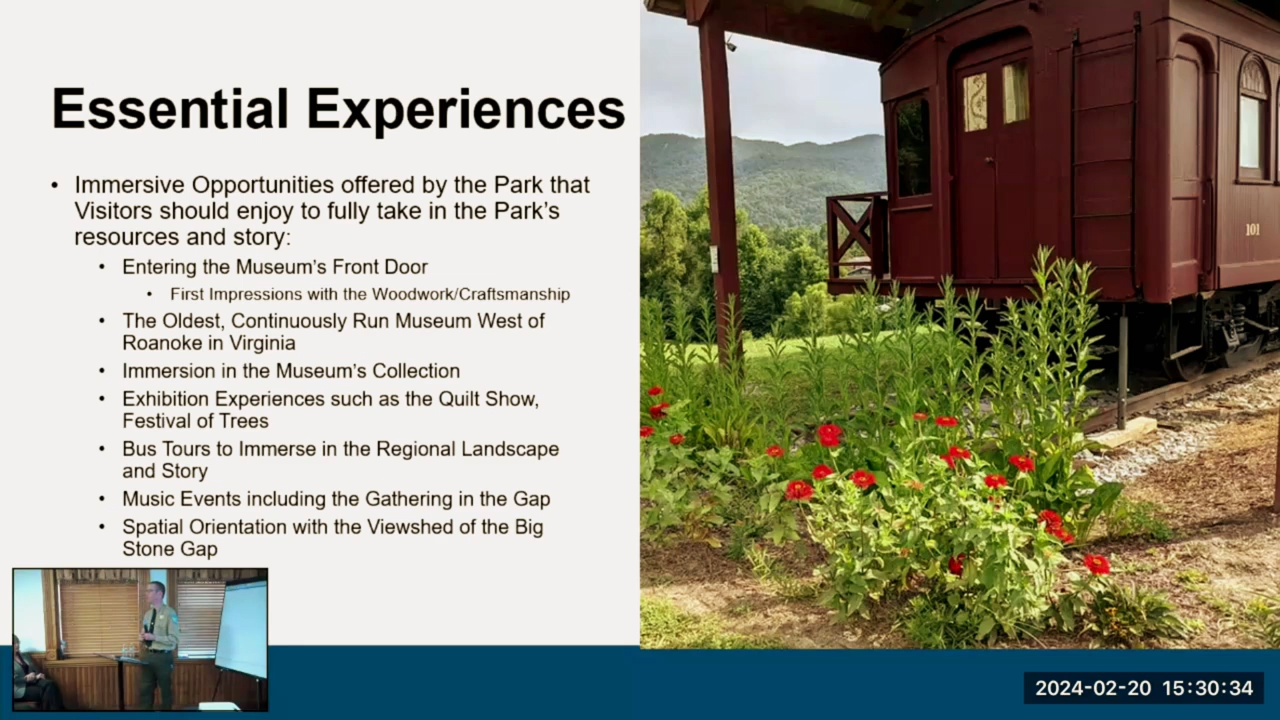 Essential Experiences
• Immersive Opportunities offered by the Park that
Visitors should enjoy to fully take in the Park's
resources and story:
• Entering the Museum's Front Door
• First Impressions with the Woodwork/Craftsmanship
• The Oldest, Continuously Run Museum West of
Roanoke in Virginia
• Immersion in the Museum's Collection
• Exhibition Experiences such as the Quilt Show,
Festival of Trees
• Bus Tours to Immerse in the Regional Landscape
and Story
• Music Events including the Gathering in the Gap
• Spatial Orientation with the Viewshed of the Big
Stone Gap
101
2024-02-20 15:30:34